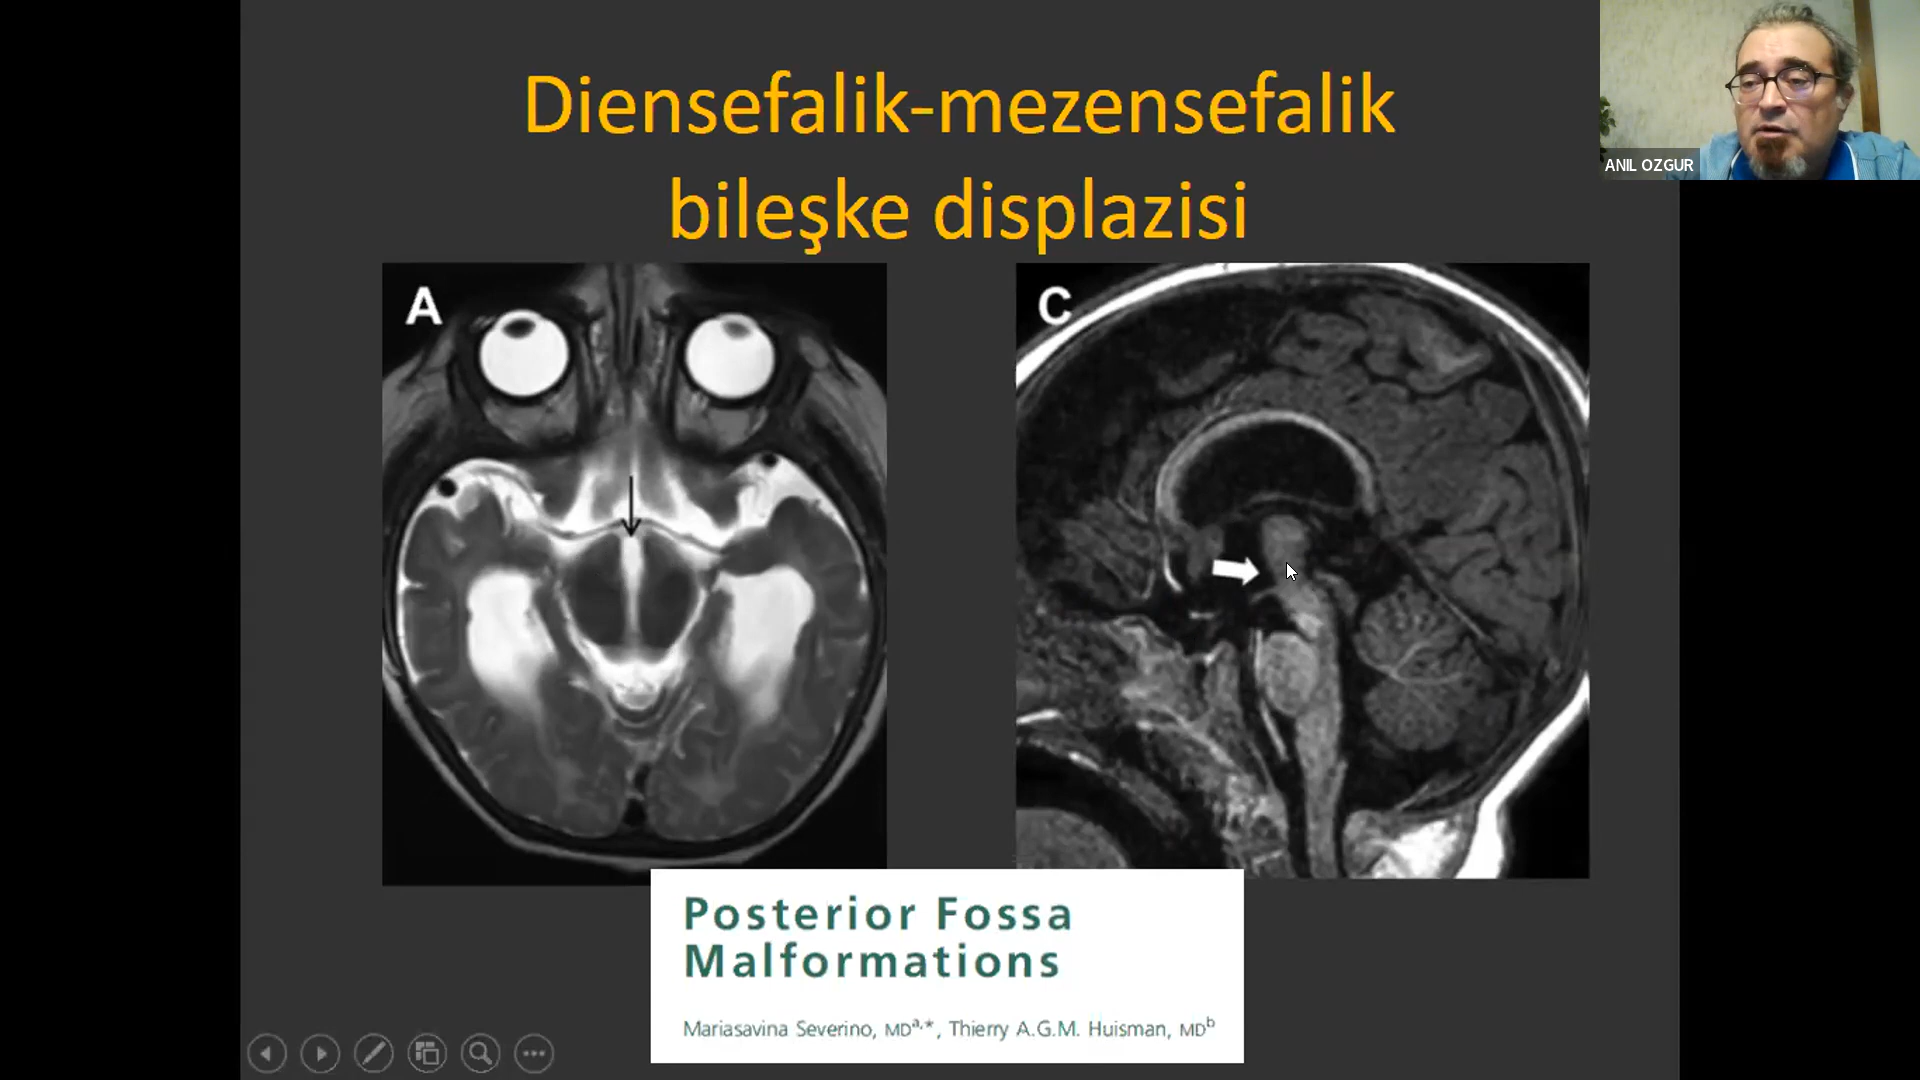 Diensefalik-mezensefalik
bileşke displazisi
ANIL OZGUR
A
C
Posterior Fossa
Malformations
Mariasavina Severino, MDa,*, Thierry A.G.M. Huisman, MDb